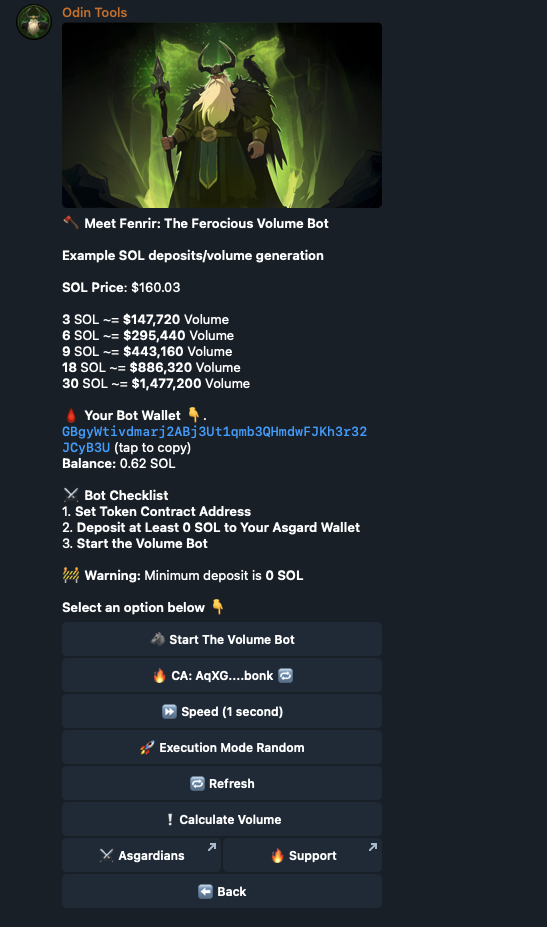 Odin Tools
🪓 Meet Fenrir: The Ferocious Volume Bot
Example SOL deposits/volume generation
SOL Price: $160.03
3 SOL ~= $147,720 Volume
6 SOL ~= $295,440 Volume
9 SOL ~= $443,160 Volume
18 SOL ~= $886,320 Volume
30 SOL ~= $1,477,200 Volume
🩸 Your Bot Wallet 👇.
GBgyWtivdmarj2ABj3Ut1qmb3QHmdwFJKh3r32
JCyB3U (tap to copy)
Balance: 0.62 SOL
⚔️ Bot Checklist
1. Set Token Contract Address
2. Deposit at Least 0 SOL to Your Asgard Wallet
3. Start the Volume Bot
🚧 Warning: Minimum deposit is 0 SOL
Select an option below 👇
🐺 Start The Volume Bot
🔥 CA: AqXG....bonk 🔁
⏩ Speed (1 second)
🚀 Execution Mode Random
🔁 Refresh
❕ Calculate Volume
⚔️ Asgardians
🔥 Support
⬅️ Back